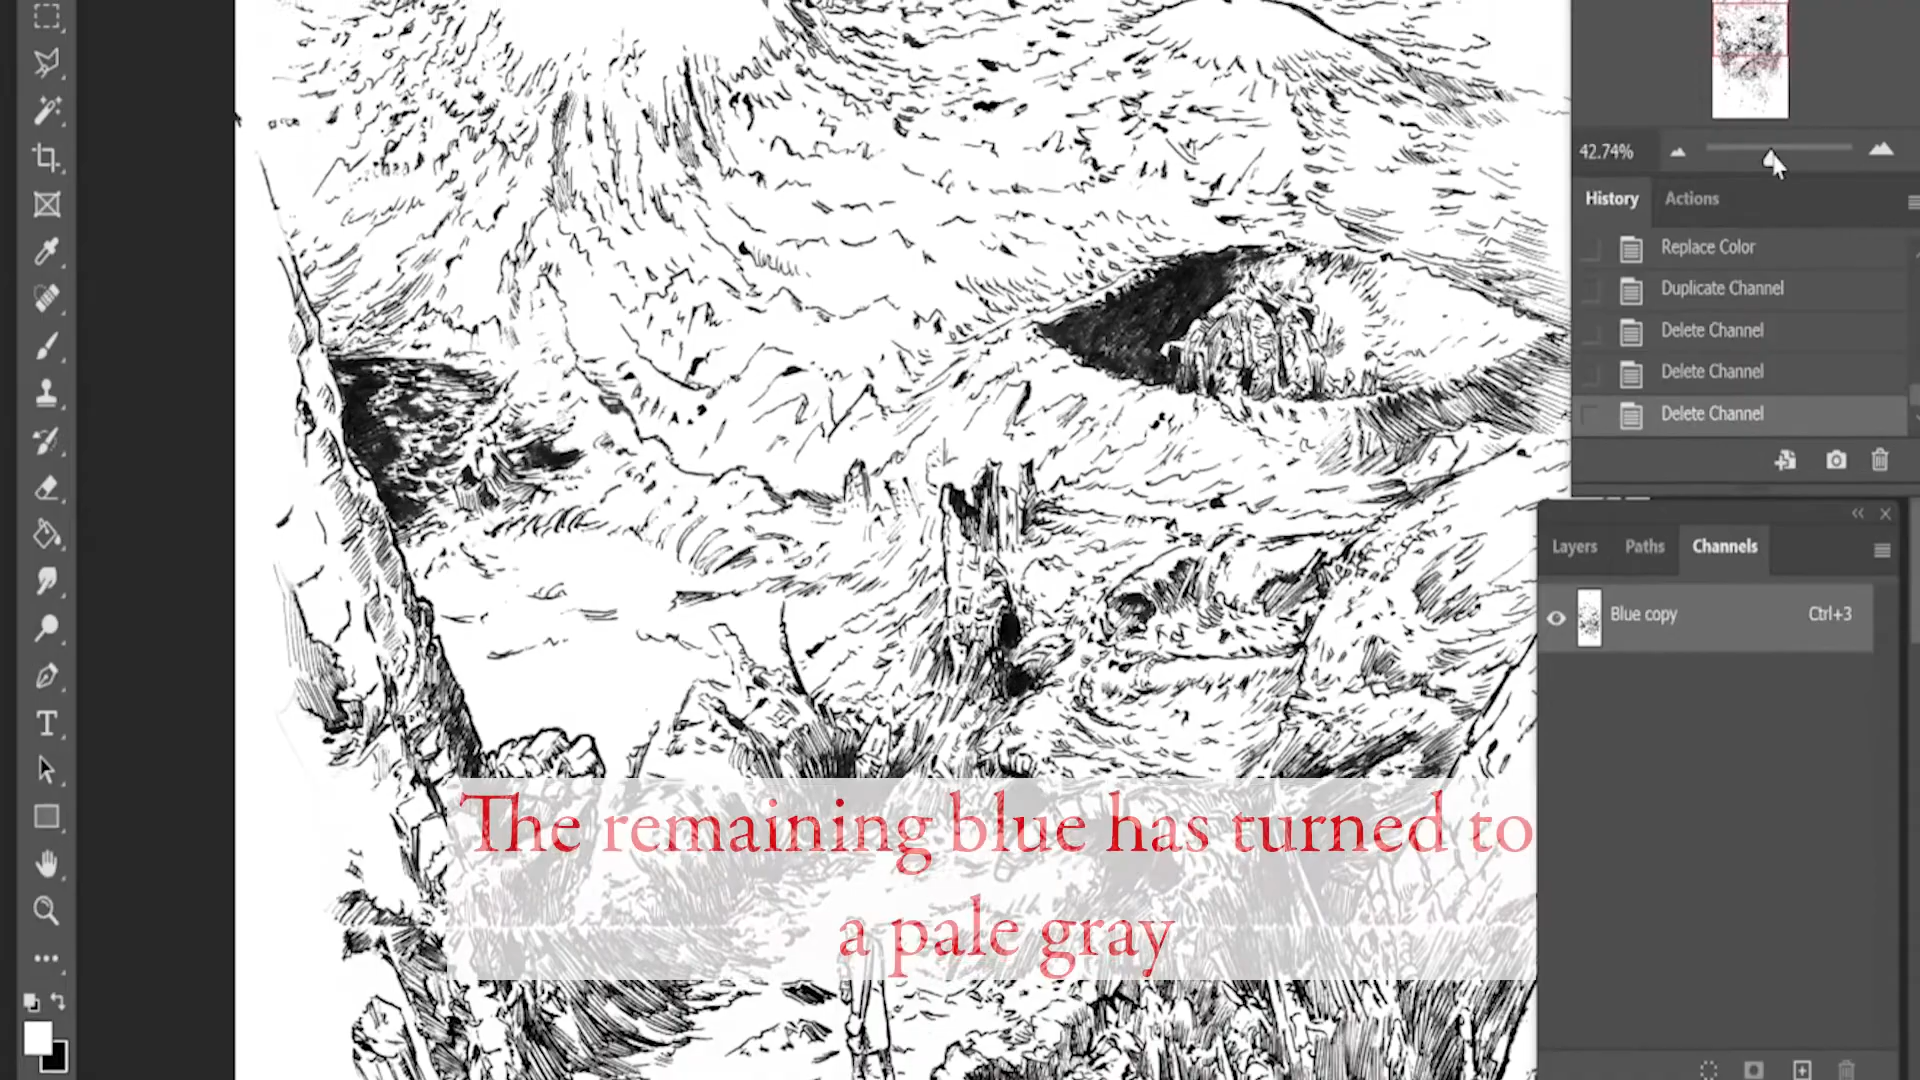 42.74%
History Actions
Replace Color
Duplicate Channel
Delete Channel
Delete Channel
Delete Channel
Layers Paths Channels
Blue copy Ctrl+3
The remaining blue has turned to
a pale gray